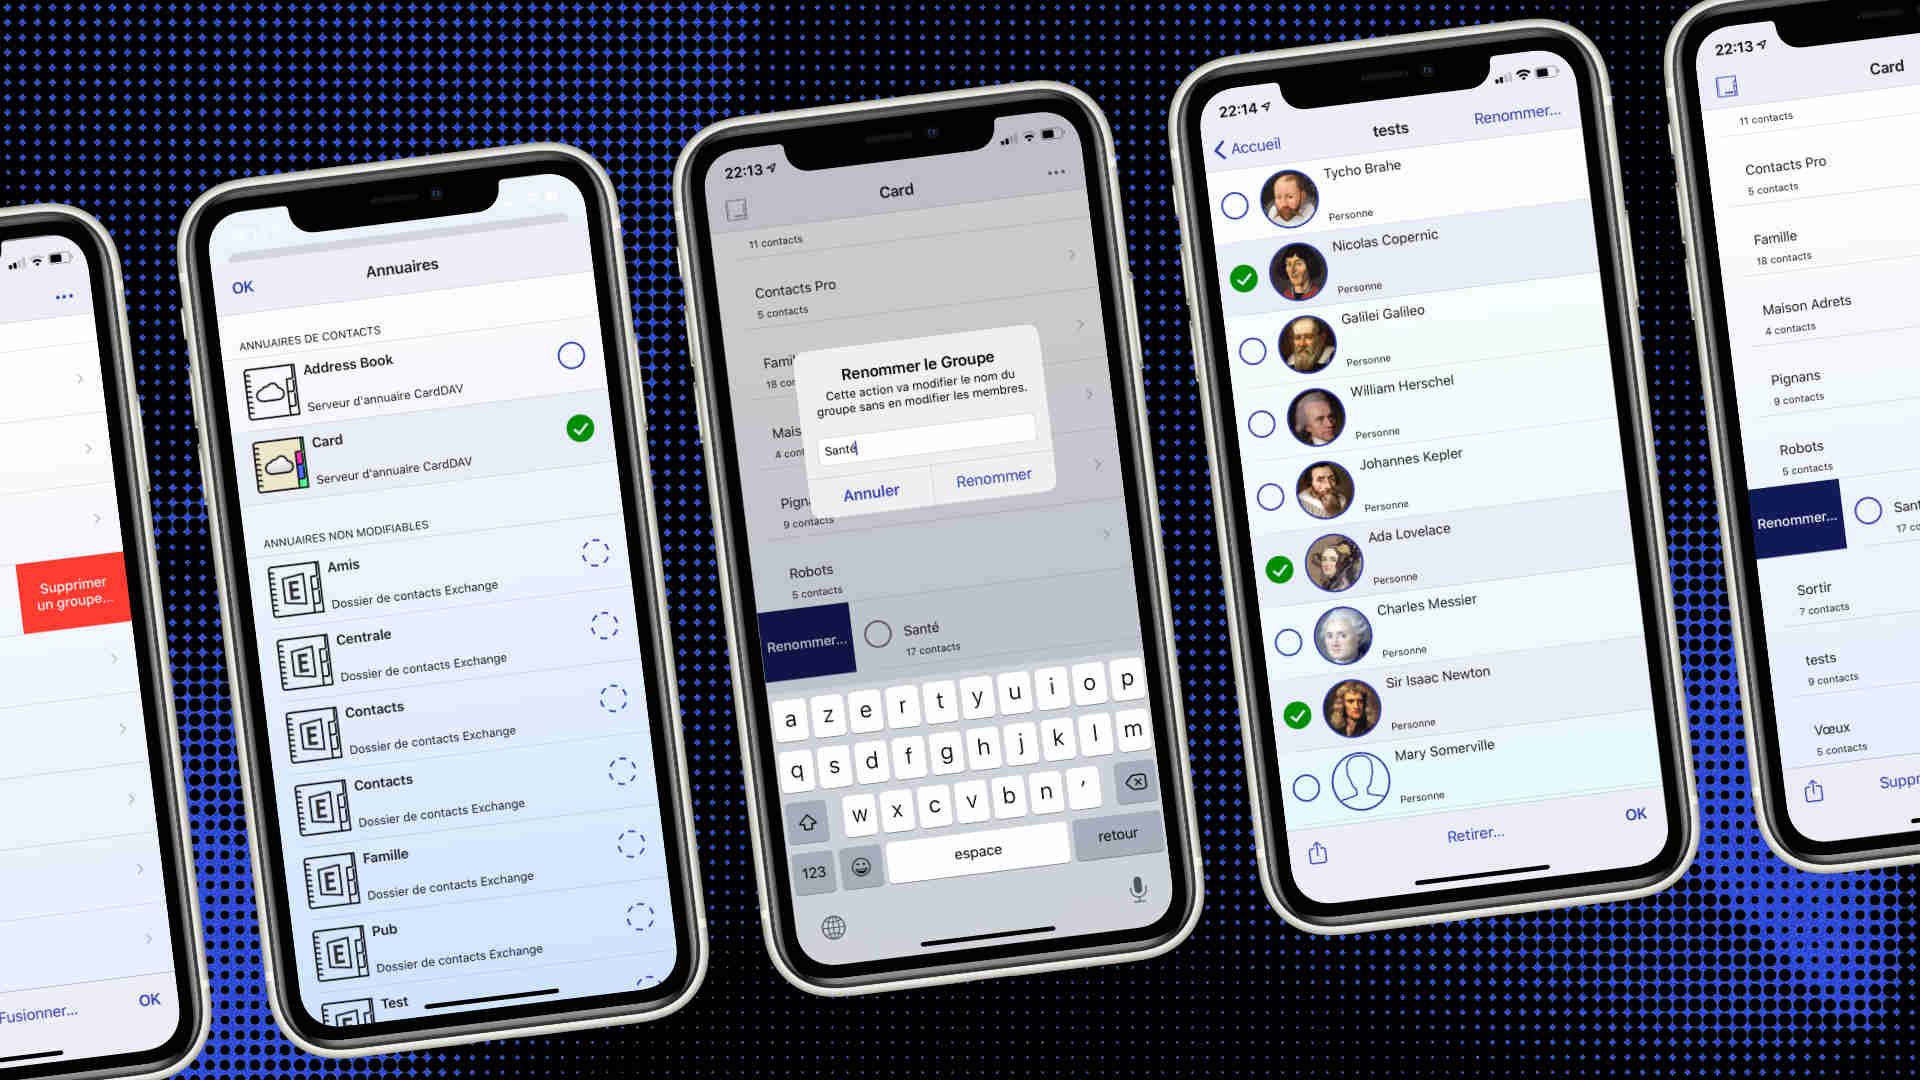 Supprimer
un groupe...
Fusionner...
OK
OK
Annuaires
ANNUAIRES DE CONTACTS
Address Book
Serveur d'annuaire CardDAV
Card
Serveur d'annuaire CardDAV
ANNUAIRES NON MODIFIABLES
Amis
Dossier de contacts Exchange
Centrale
Dossier de contacts Exchange
Contacts
Dossier de contacts Exchange
Contacts
Dossier de contacts Exchange
Famille
Dossier de contacts Exchange
Pub
Dossier de contacts Exchange
Test
22:13
Card
11 contacts
Contacts Pro
5 contacts
Famil
18 con
Mais
4 cont
Pign
9 contacts
Renommer le Groupe
Cette action va modifier le nom du
groupe sans en modifier les membres.
Santé
Annuler
Renommer
Robots
5 contacts
Renommer...
Santé
17 contacts
a z e r t y u i o p
q s d f g h j k l m
w x c v b n ’
123
espace
retour
22:14
Accueil
tests
Renommer...
Tycho Brahe
Personne
Nicolas Copernic
Personne
Galilei Galileo
Personne
William Herschel
Personne
Johannes Kepler
Personne
Ada Lovelace
Personne
Charles Messier
Personne
Sir Isaac Newton
Personne
Mary Somerville
Personne
Retirer...
OK
22:13
Card
11 contacts
Contacts Pro
5 contacts
Famille
18 contacts
Maison Adrets
4 contacts
Pignans
9 contacts
Robots
5 contacts
Renommer...
Sant
17 co
Sortir
7 contacts
tests
9 contacts
Vœux
5 contacts
Suppr